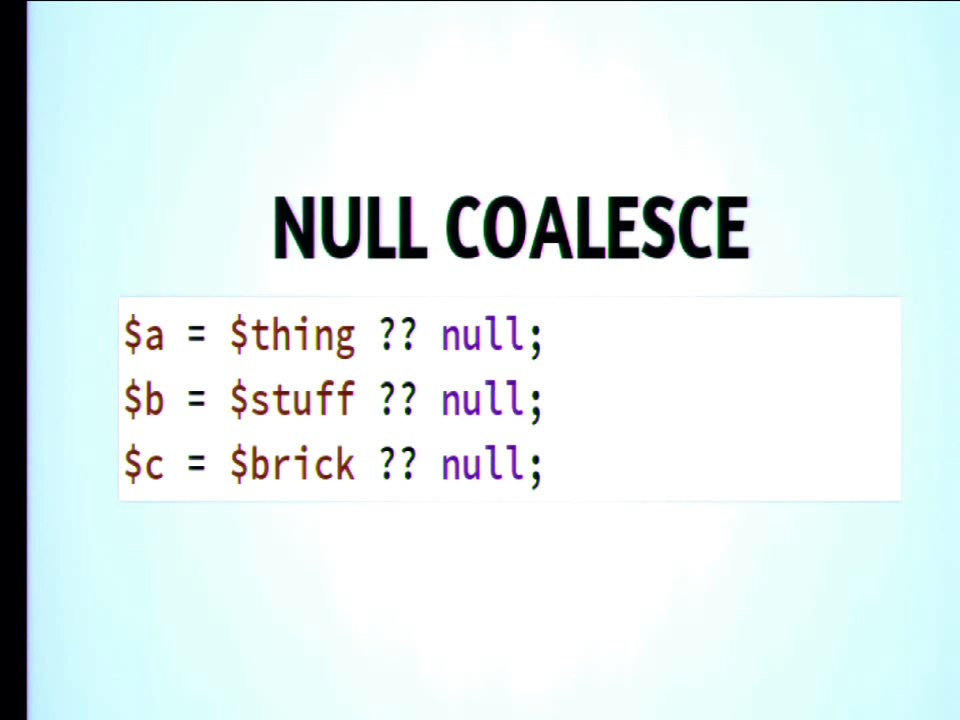 NULL COALESCE
$a = $thing ?? null;
$b = $stuff ?? null;
$c = $brick ?? null;